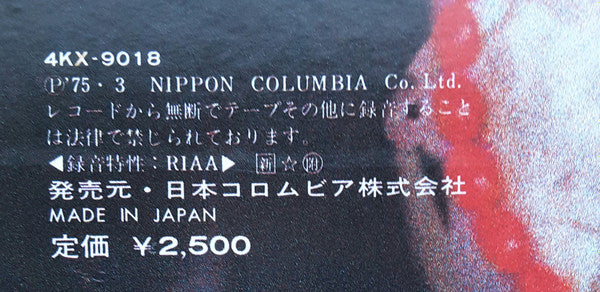 4KX-9018
Ⓟ'75・3 NIPPON COLUMBIA Co. Ltd.
レコードから無断でテープその他に録音すること
は法律で禁じられております。
◀録音特性：RIAA▶ 新 ☆ ㈵
発売元・日本コロムビア株式会社
MADE IN JAPAN
定価 ¥2,500